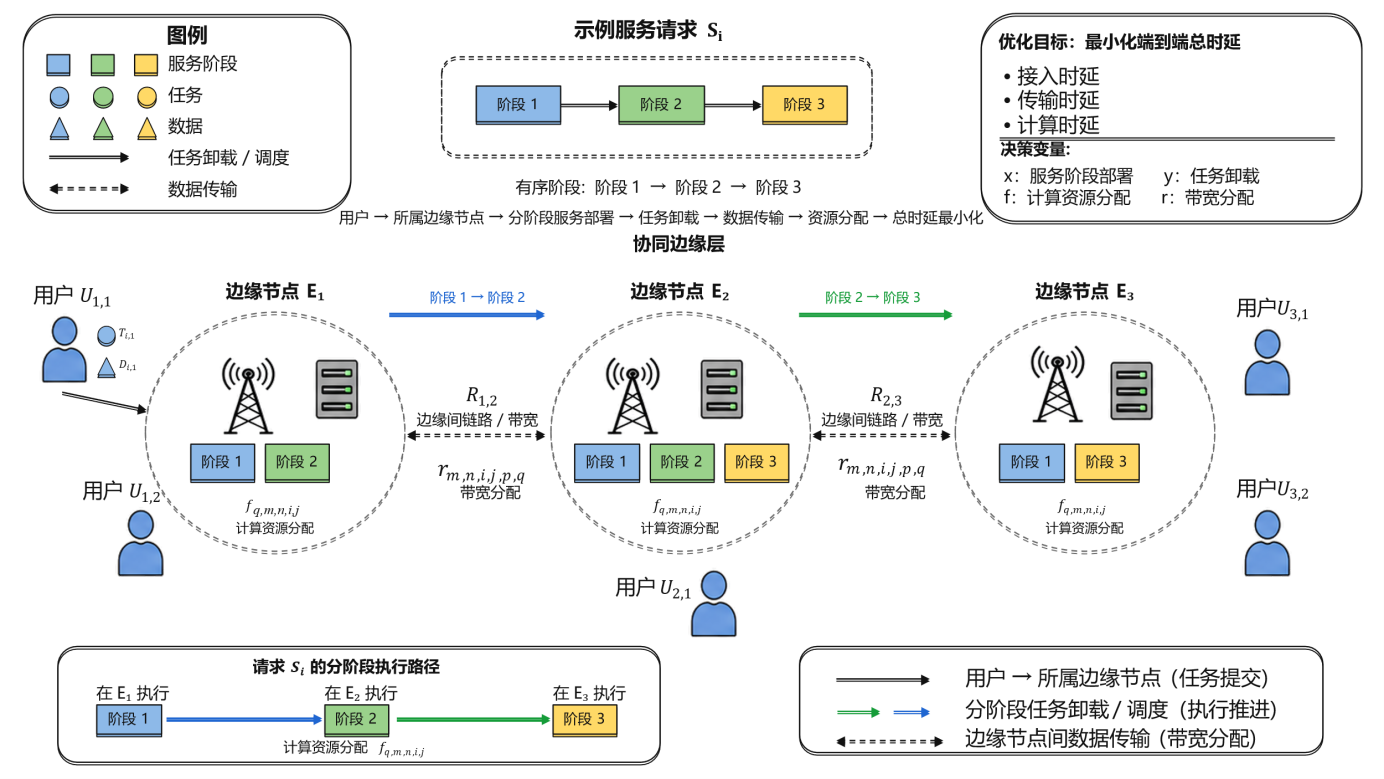 图例
服务阶段
任务
数据
任务卸载 / 调度
数据传输
示例服务请求 Sᵢ
阶段 1
阶段 2
阶段 3
有序阶段：阶段 1 → 阶段 2 → 阶段 3
用户 → 所属边缘节点 → 分阶段服务部署 → 任务卸载 → 数据传输 → 资源分配 → 总时延最小化
协同边缘层
优化目标：最小化端到端总时延
• 接入时延
• 传输时延
• 计算时延
决策变量:
x：服务阶段部署 y：任务卸载
f：计算资源分配 r：带宽分配
用户 U₁,₁
T_{i,1}
D_{i,1}
用户 U₁,₂
边缘节点 E₁
阶段 1
阶段 2
f_{q,m,n,i,j}
计算资源分配
阶段 1 → 阶段 2
R₁,₂
边缘间链路 / 带宽
r_{m,n,i,j,p,q}
带宽分配
边缘节点 E₂
阶段 1
阶段 2
阶段 3
f_{q,m,n,i,j}
计算资源分配
用户 U₂,₁
阶段 2 → 阶段 3
R₂,₃
边缘间链路 / 带宽
r_{m,n,i,j,p,q}
带宽分配
边缘节点 E₃
阶段 1
阶段 3
f_{q,m,n,i,j}
计算资源分配
用户U₃,₁
用户U₃,₂
请求 Sᵢ 的分阶段执行路径
在 E₁ 执行
在 E₂ 执行
在 E₃ 执行
阶段 1
阶段 2
阶段 3
计算资源分配 f_{q,m,n,i,j}
用户 → 所属边缘节点（任务提交）
分阶段任务卸载 / 调度（执行推进）
边缘节点间数据传输（带宽分配）